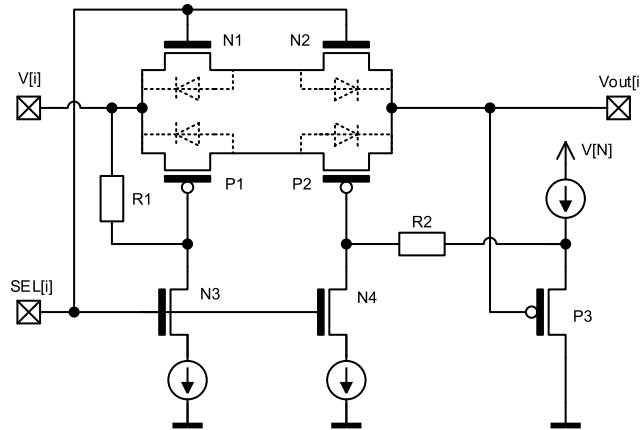 N1
N2
V[i]
Vout[i
V[N]
R1
P1
P2
R2
SEL[i]
N3
N4
P3